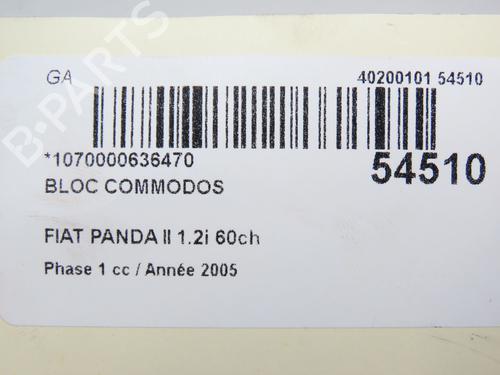 GA
40200101 54510
*1070000636470
54510
BLOC COMMODOS
FIAT PANDA II 1.2i 60ch
Phase 1 cc / Année 2005
B-PARTS